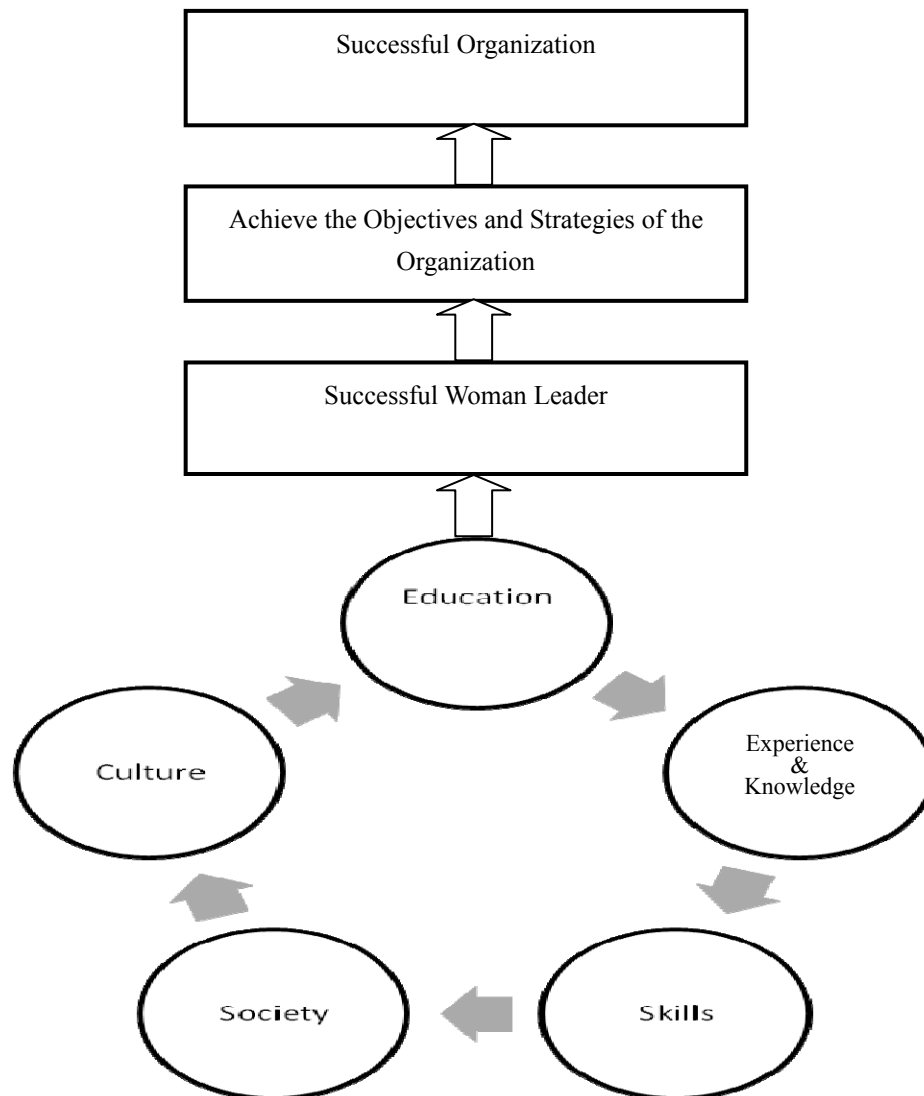 Successful Organization
Achieve the Objectives and Strategies of the
Organization
Successful Woman Leader
Education
Culture
Experience
&
Knowledge
Society
Skills